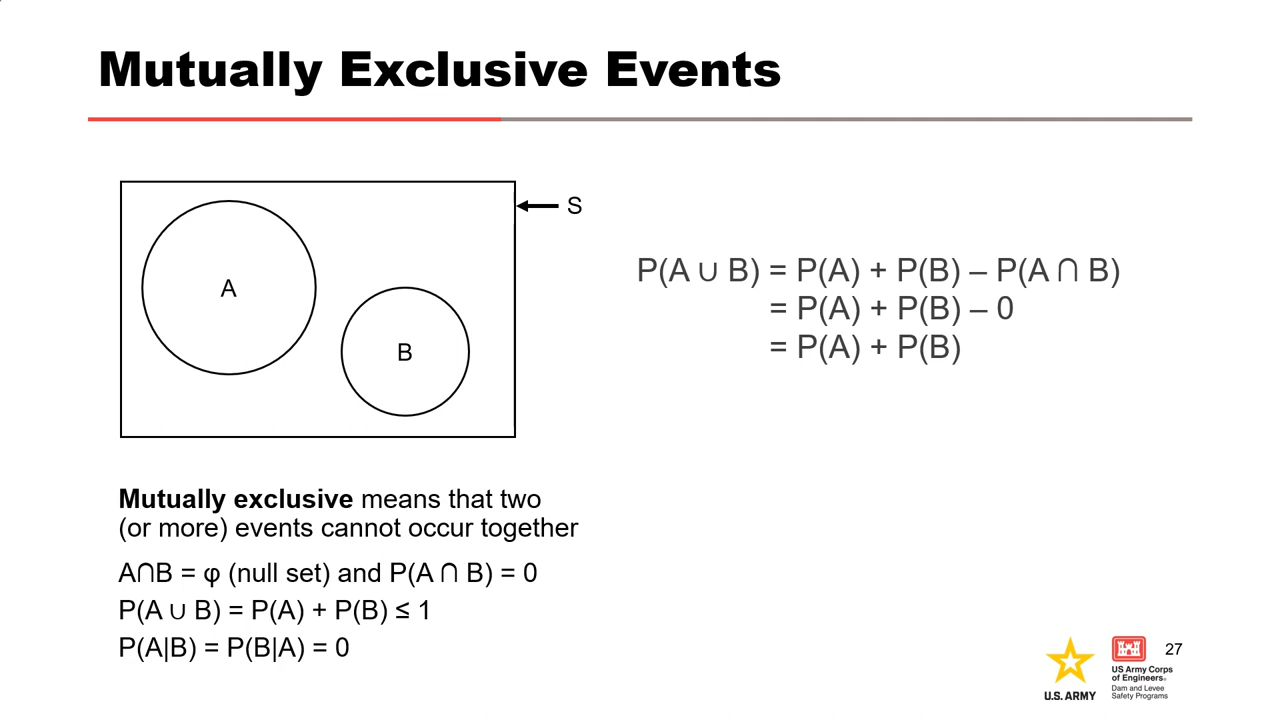 Mutually Exclusive Events
S
A
B
P(A ∪ B) = P(A) + P(B) – P(A ∩ B)
= P(A) + P(B) – 0
= P(A) + P(B)
Mutually exclusive means that two
(or more) events cannot occur together
A∩B = φ (null set) and P(A ∩ B) = 0
P(A ∪ B) = P(A) + P(B) ≤ 1
P(A|B) = P(B|A) = 0
27
U.S. ARMY
US Army Corps
of Engineers®
Dam and Levee
Safety Programs